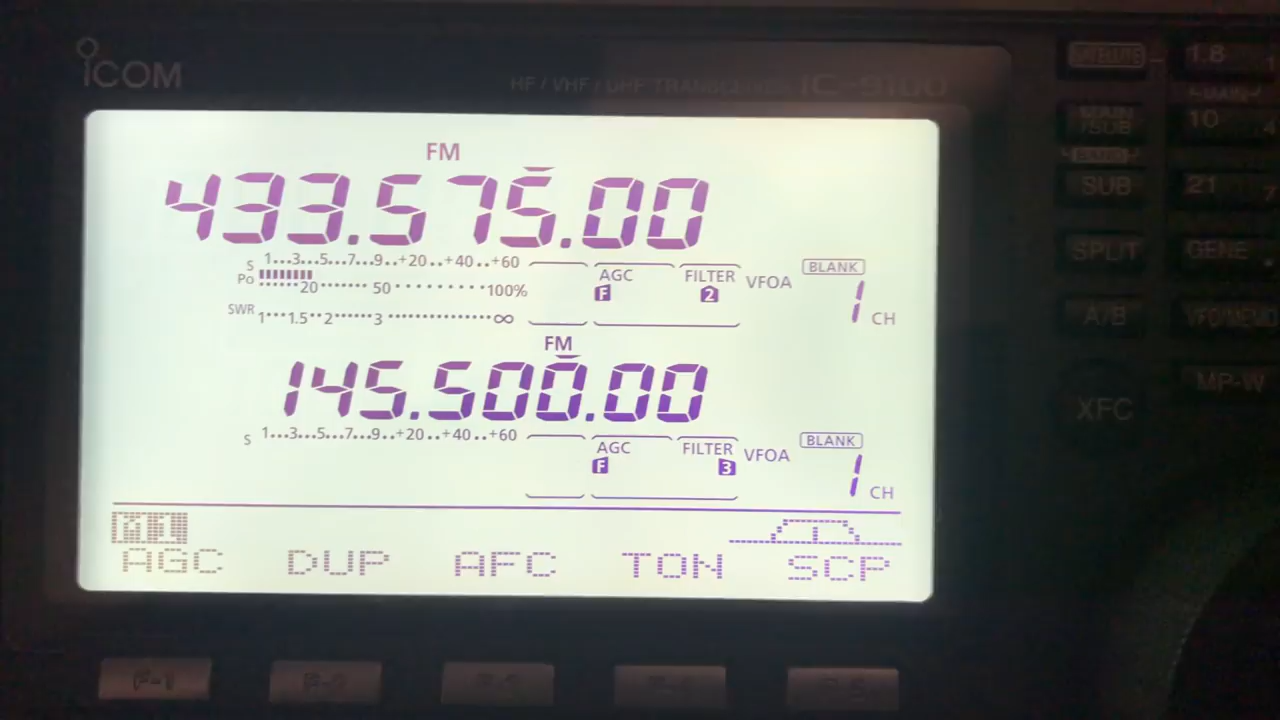 ICOM
HF / VHF / UHF TRANSCEIVER IC-9100
FM
433.575.00
S 1...3...5...7...9..+20..+40..+60
Po ······20······· 50 ·········100%
SWR 1···1.5··2······3 ··············∞
AGC
F
FILTER
2
VFOA
BLANK
1 CH
FM
145.500.00
S 1...3...5...7...9..+20..+40..+60
AGC
F
FILTER
3
VFOA
BLANK
1 CH
AGC DUP AFC TON SCP
F-1 F-2
SATELLITE 1.8
MAIN/SUB 10
BAND
SUB 21
SPLIT GENE
A/B VFO/MEMO
XFC MP-W